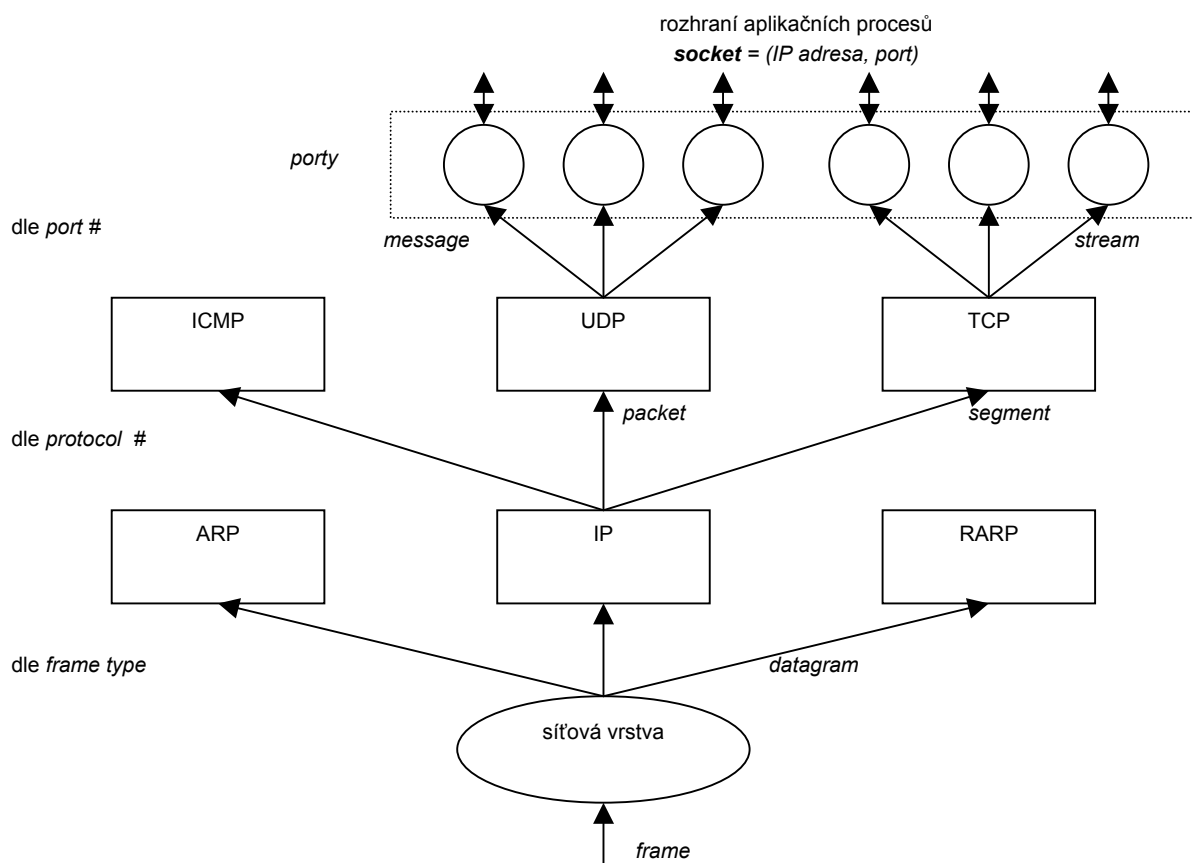 rozhraní aplikačních procesů
socket = (IP adresa, port)
porty
dle port #
message
stream
ICMP
UDP
TCP
packet
segment
dle protocol #
ARP
IP
RARP
dle frame type
datagram
síťová vrstva
frame